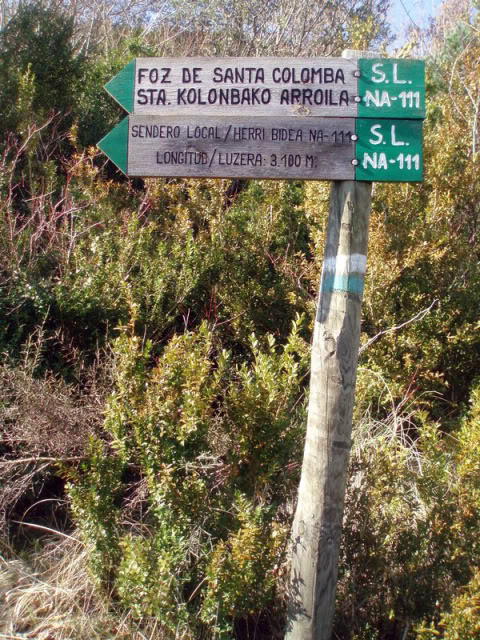 FOZ DE SANTA COLOMBA
STA. KOLONBAKO ARROILA
S.L.
NA-111
SENDERO LOCAL/HERRI BIDEA NA-111
LONGITUD/LUZERA: 3.100 M.
S.L.
NA-111